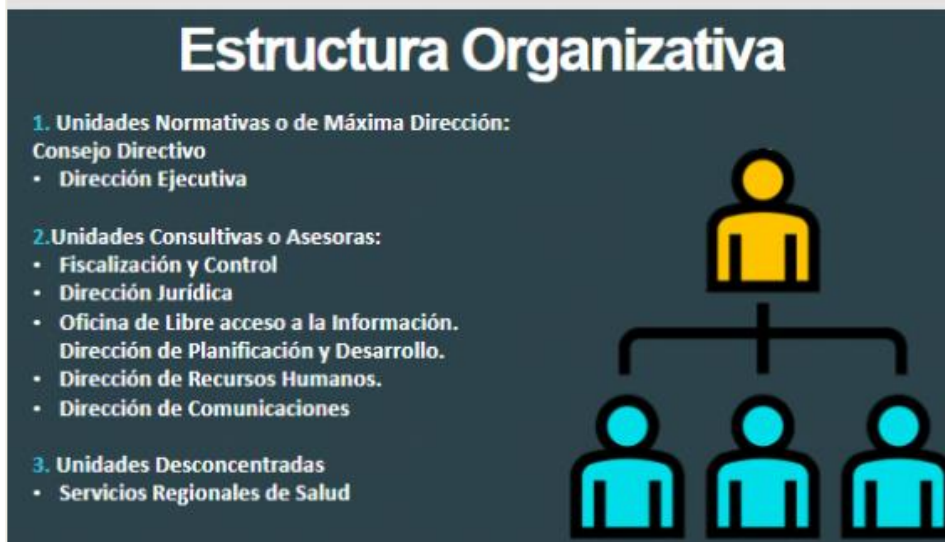 Estructura Organizativa
1. Unidades Normativas o de Máxima Dirección:
Consejo Directivo
• Dirección Ejecutiva
2.Unidades Consultivas o Asesoras:
• Fiscalización y Control
• Dirección Jurídica
• Oficina de Libre acceso a la Información.
Dirección de Planificación y Desarrollo.
• Dirección de Recursos Humanos.
• Dirección de Comunicaciones
3. Unidades Desconcentradas
• Servicios Regionales de Salud